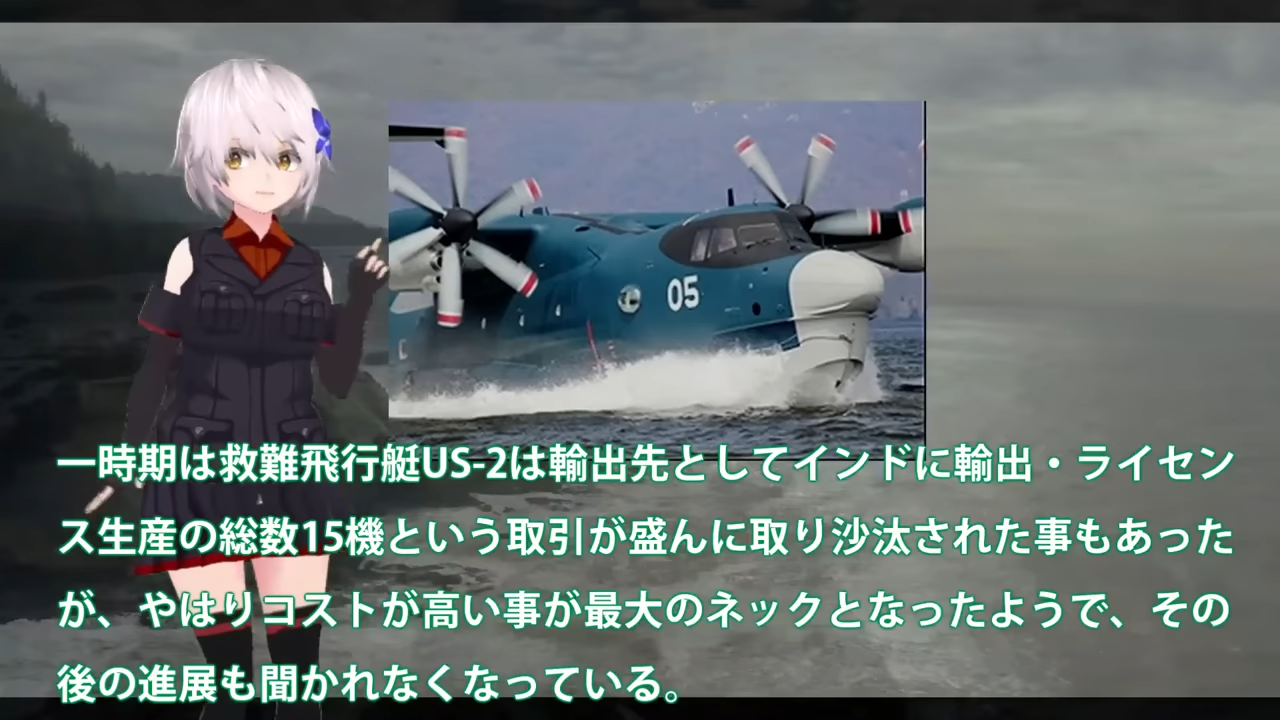 05
一時期は救難飛行艇US-2は輸出先としてインドに輸出・ライセン
ス生産の総数15機という取引が盛んに取り沙汰された事もあった
が、やはりコストが高い事が最大のネックとなったようで、その
後の進展も聞かれなくなっている。